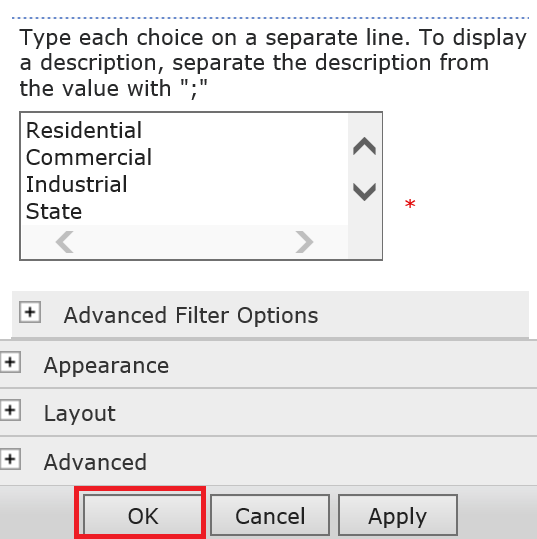 Type each choice on a separate line. To display
a description, separate the description from
the value with ";"
Residential
Commercial
Industrial
State
*
Advanced Filter Options
Appearance
Layout
Advanced
OK Cancel Apply